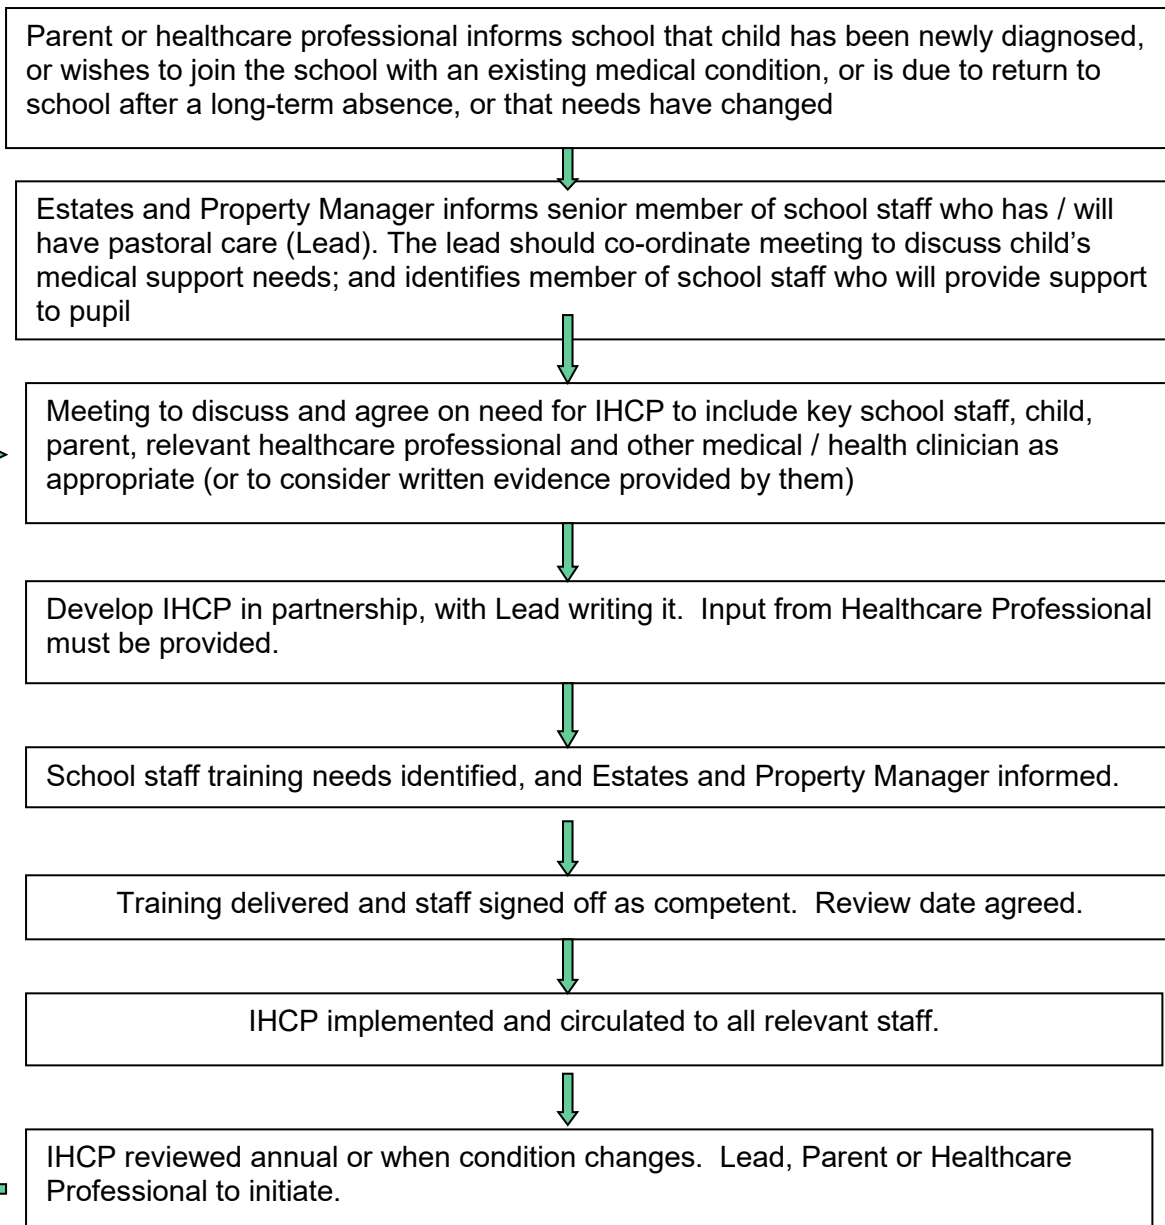 Parent or healthcare professional informs school that child has been newly diagnosed,
or wishes to join the school with an existing medical condition, or is due to return to
school after a long-term absence, or that needs have changed
Estates and Property Manager informs senior member of school staff who has / will
have pastoral care (Lead). The lead should co-ordinate meeting to discuss child's
medical support needs; and identifies member of school staff who will provide support
to pupil
Meeting to discuss and agree on need for IHCP to include key school staff, child,
parent, relevant healthcare professional and other medical / health clinician as
appropriate (or to consider written evidence provided by them)
Develop IHCP in partnership, with Lead writing it.  Input from Healthcare Professional
must be provided.
School staff training needs identified, and Estates and Property Manager informed.
Training delivered and staff signed off as competent.  Review date agreed.
IHCP implemented and circulated to all relevant staff.
IHCP reviewed annual or when condition changes.  Lead, Parent or Healthcare
Professional to initiate.